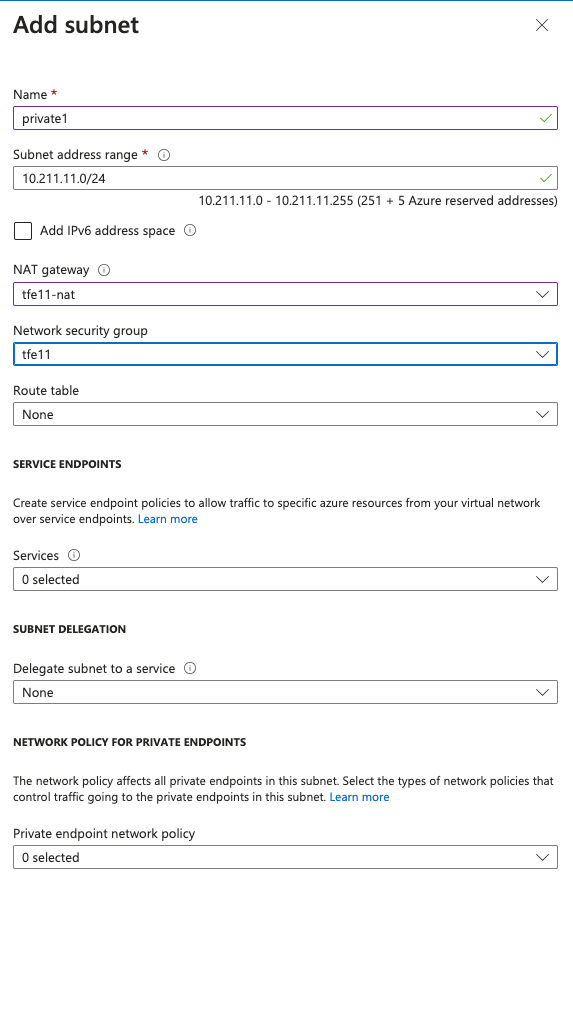 Add subnet
Name *
private1
Subnet address range *
10.211.11.0/24
10.211.11.0 - 10.211.11.255 (251 + 5 Azure reserved addresses)
Add IPv6 address space
NAT gateway
tfe11-nat
Network security group
tfe11
Route table
None
SERVICE ENDPOINTS
Create service endpoint policies to allow traffic to specific azure resources from your virtual network
over service endpoints. Learn more
Services
0 selected
SUBNET DELEGATION
Delegate subnet to a service
None
NETWORK POLICY FOR PRIVATE ENDPOINTS
The network policy affects all private endpoints in this subnet. Select the types of network policies that
control traffic going to the private endpoints in this subnet. Learn more
Private endpoint network policy
0 selected